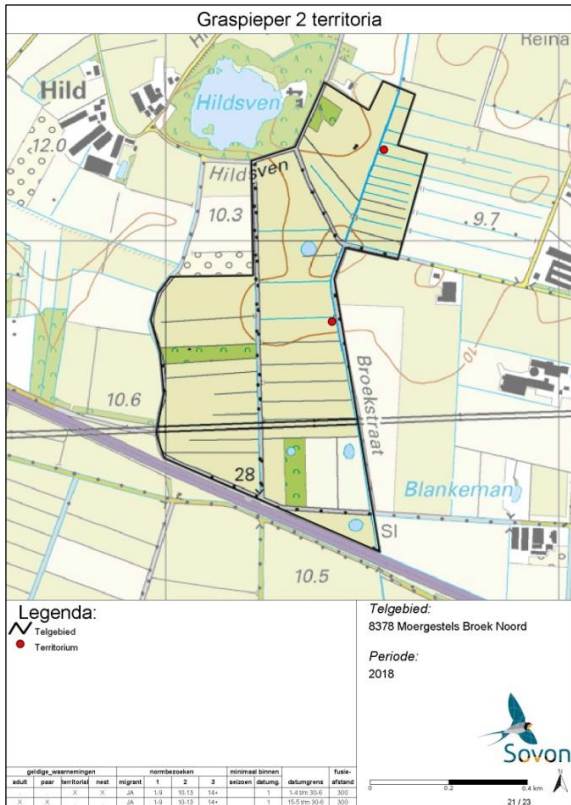 Graspieper 2 territoria
Reina
Hild
Hildsven
12.0
Hildsven
10.3
9.7
10
10.6
Broekstraat
28
Blankeman
Sl
10.5
Legenda:
Telgebied
Territorium
Telgebied:
8378 Moergestels Broek Noord
Periode:
2018
Sovon
0 0.2 0.4 km
N
21 / 23
geldige_waarnemingen normbezoeken minimaal binnen fusie-
adult paar territorial nest migrant 1 2 3 seizoen datumg. datumgrens afstand
. . X X JA 1-9 10-13 14+ . 1 1-4 t/m 30-6 300
X X . . JA 1-9 10-13 14+ . 1 15-5 t/m 30-6 300